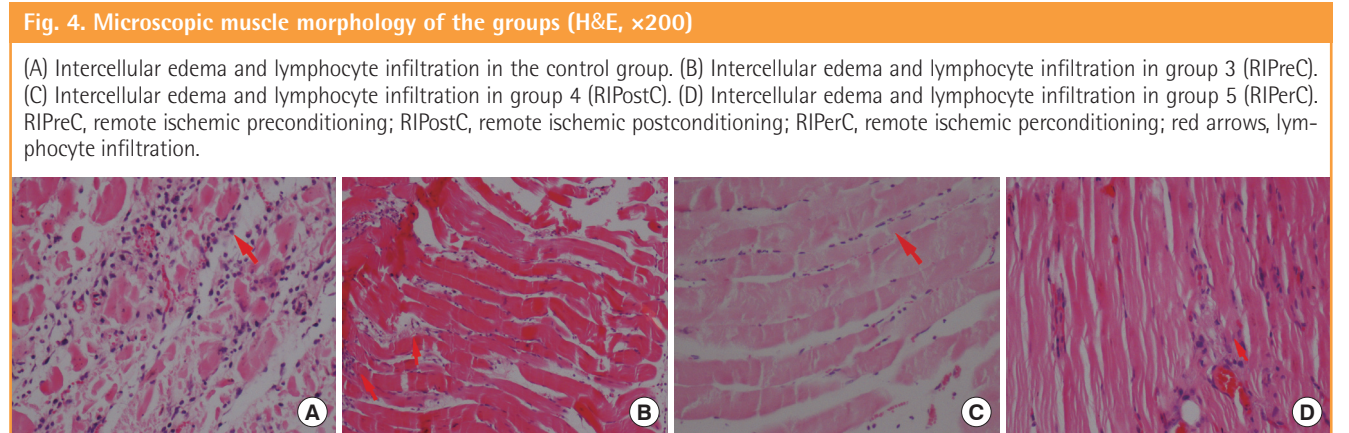 Fig. 4. Microscopic muscle morphology of the groups (H&E, ×200)
(A) Intercellular edema and lymphocyte infiltration in the control group. (B) Intercellular edema and lymphocyte infiltration in group 3 (RIPreC).
(C) Intercellular edema and lymphocyte infiltration in group 4 (RIPostC). (D) Intercellular edema and lymphocyte infiltration in group 5 (RIPerC).
RIPreC, remote ischemic preconditioning; RIPostC, remote ischemic postconditioning; RIPerC, remote ischemic perconditioning; red arrows, lym-
phocyte infiltration.
A B C D